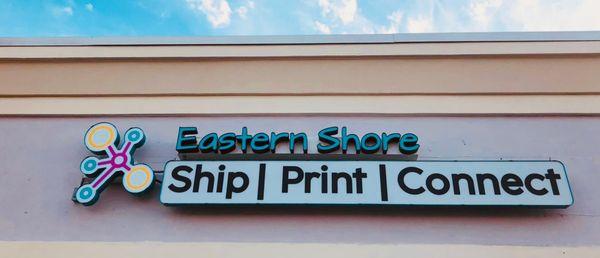 Eastern Shore
Ship | Print | Connect